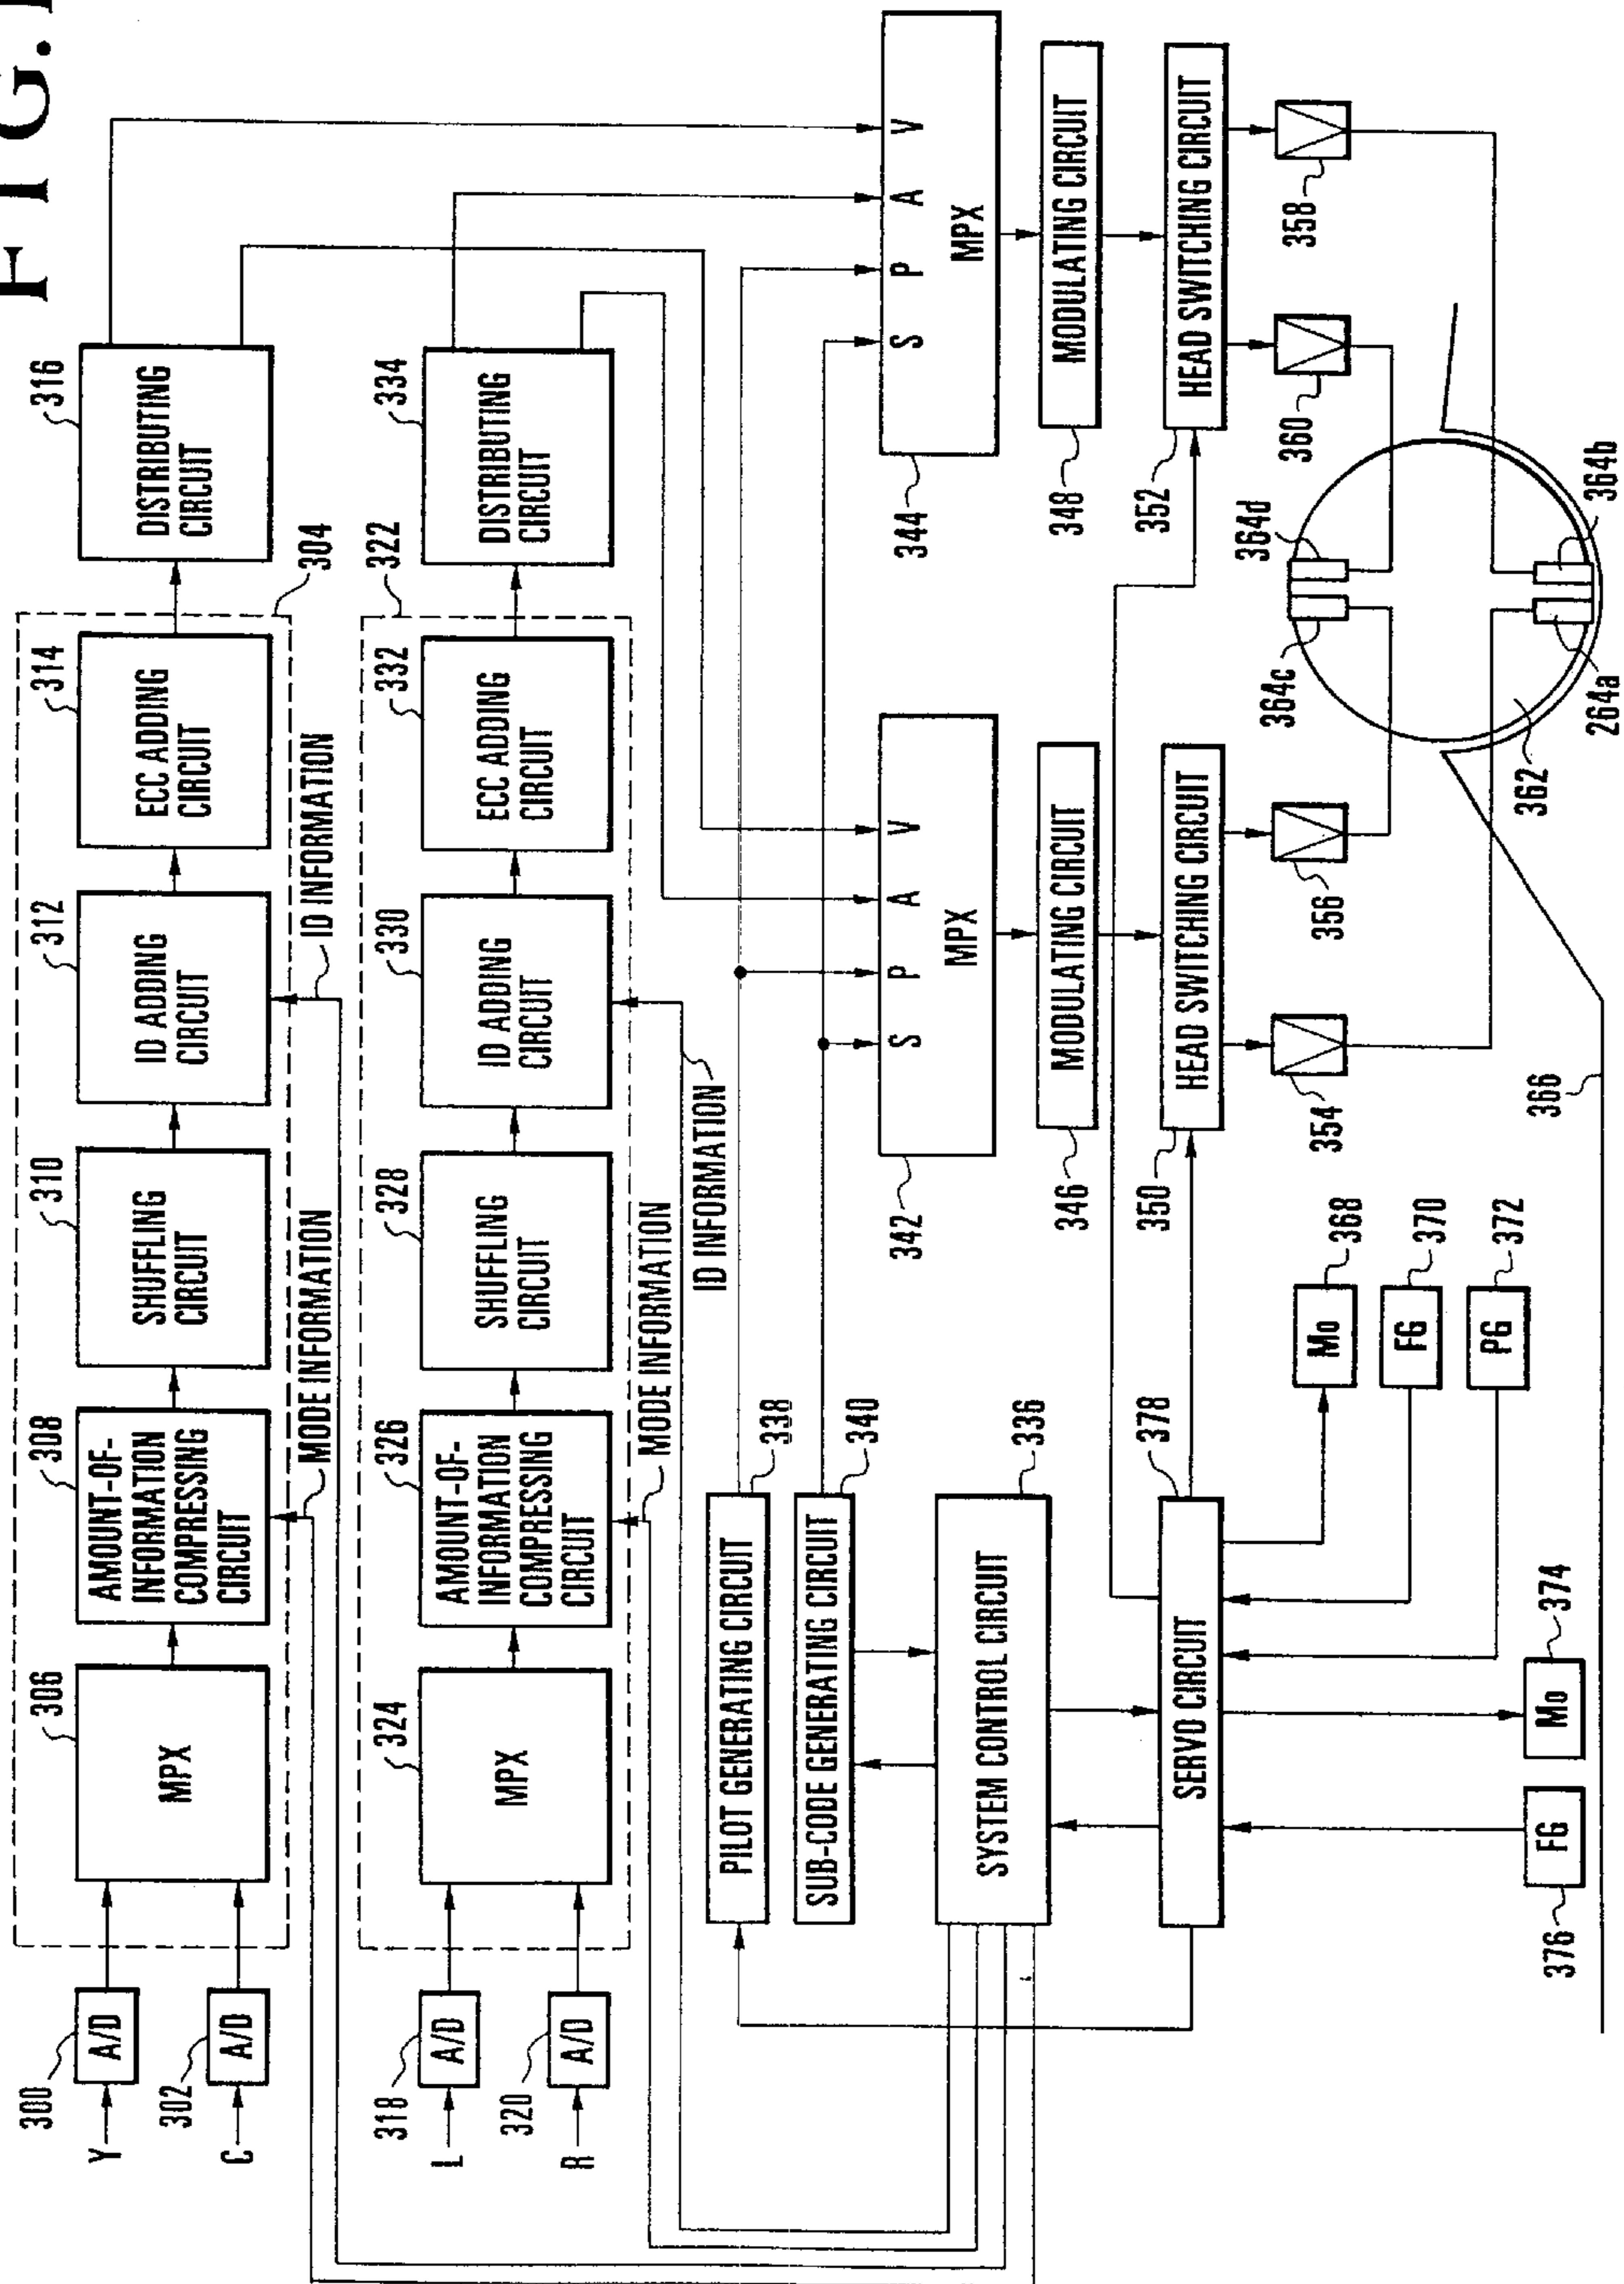 FIG.
300
Y
A/D
302
C
A/D
306
MPX
308
AMOUNT-OF-
INFORMATION
COMPRESSING
CIRCUIT
310
SHUFFLING
CIRCUIT
312
ID ADDING
CIRCUIT
314
ECC ADDING
CIRCUIT
316
DISTRIBUTING
CIRCUIT
304
MODE INFORMATION
ID INFORMATION
318
L
A/D
320
R
A/D
324
MPX
326
AMOUNT-OF-
INFORMATION
COMPRESSING
CIRCUIT
328
SHUFFLING
CIRCUIT
330
ID ADDING
CIRCUIT
332
ECC ADDING
CIRCUIT
322
334
DISTRIBUTING
CIRCUIT
MODE INFORMATION
ID INFORMATION
PILOT GENERATING CIRCUIT
338
SUB-CODE GENERATING CIRCUIT
340
SYSTEM CONTROL CIRCUIT
336
SERVO CIRCUIT
378
342
S P A V
MPX
344
S P A V
MPX
346
MODULATING CIRCUIT
348
MODULATING CIRCUIT
350
HEAD SWITCHING CIRCUIT
352
HEAD SWITCHING CIRCUIT
354
356
360
358
364c
364d
362
264a
364b
Mo
368
FG
370
PG
372
376
FG
Mo
374
366